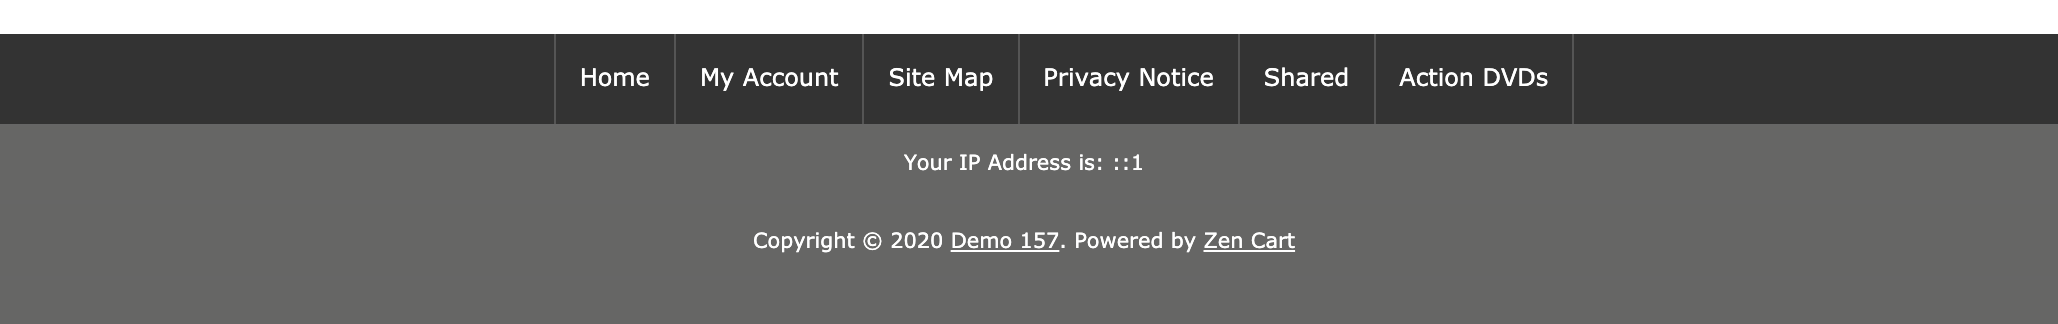 Home My Account Site Map Privacy Notice Shared Action DVDs
Your IP Address is: ::1
Copyright © 2020 Demo 157. Powered by Zen Cart